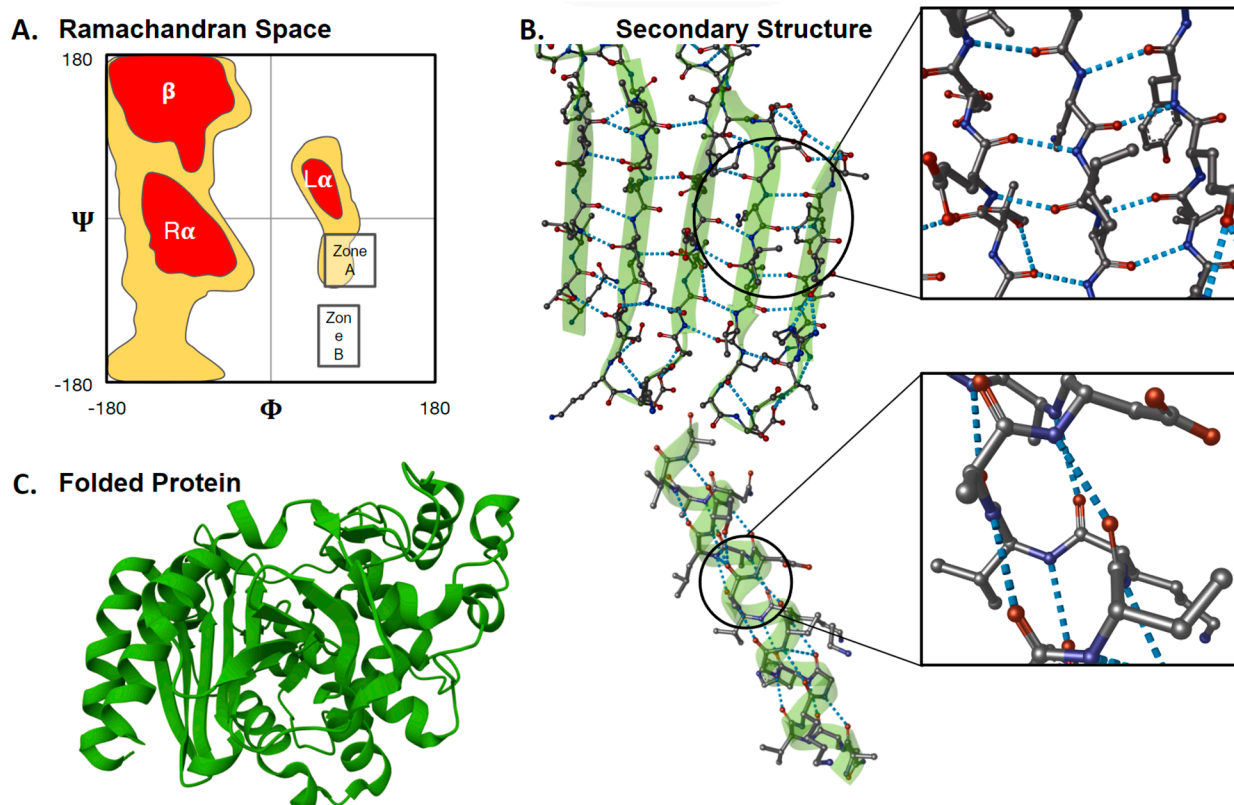 A. Ramachandran Space
180
β
Lα
Ψ
Rα
Zone
A
Zon
e
B
-180
-180
Φ
180
B. Secondary Structure
C. Folded Protein